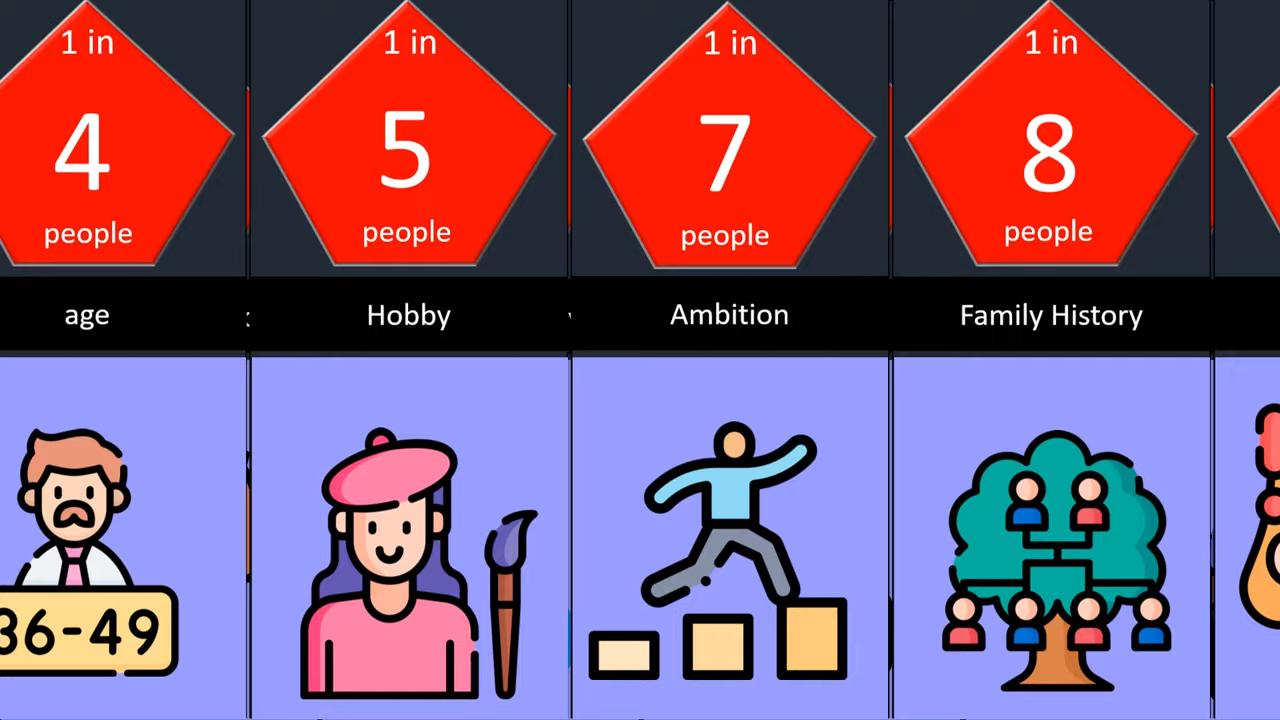 1 in
4
people
age
36-49
1 in
5
people
Hobby
1 in
7
people
Ambition
1 in
8
people
Family History